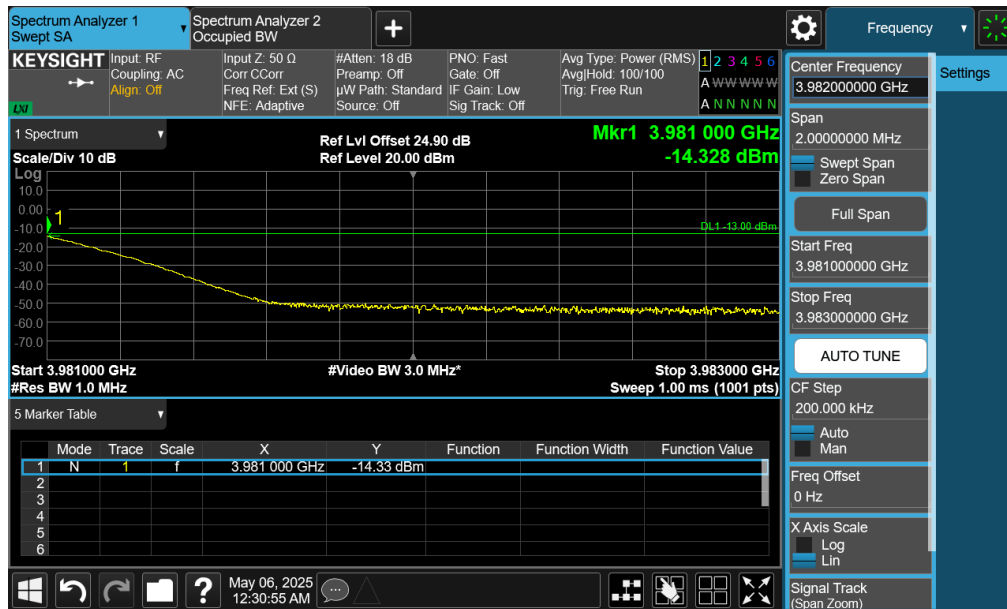 Spectrum Analyzer 1
Swept SA
Spectrum Analyzer 2
Occupied BW
Frequency
KEYSIGHT
LXI
Input: RF
Coupling: AC
Align: Off
Input Z: 50 Ω
Corr CCorr
Freq Ref: Ext (S)
NFE: Adaptive
#Atten: 18 dB
Preamp: Off
µW Path: Standard
Source: Off
PNO: Fast
Gate: Off
IF Gain: Low
Sig Track: Off
Avg Type: Power (RMS)
Avg|Hold: 100/100
Trig: Free Run
1 2 3 4 5 6
A W W W W W
A N N N N N
1 Spectrum
Scale/Div 10 dB
Ref Lvl Offset 24.90 dB
Ref Level 20.00 dBm
Mkr1 3.981 000 GHz
-14.328 dBm
Log
10.0
0.00
-10.0
-20.0
-30.0
-40.0
-50.0
-60.0
-70.0
1
DL1 -13.00 dBm
Start 3.981000 GHz
#Res BW 1.0 MHz
#Video BW 3.0 MHz*
Stop 3.983000 GHz
Sweep 1.00 ms (1001 pts)
5 Marker Table
Mode Trace Scale X Y Function Function Width Function Value
1 N 1 f 3.981 000 GHz -14.33 dBm
2
3
4
5
6
May 06, 2025
12:30:55 AM
Center Frequency
3.982000000 GHz
Settings
Span
2.00000000 MHz
Swept Span
Zero Span
Full Span
Start Freq
3.981000000 GHz
Stop Freq
3.983000000 GHz
AUTO TUNE
CF Step
200.000 kHz
Auto
Man
Freq Offset
0 Hz
X Axis Scale
Log
Lin
Signal Track
(Span Zoom)